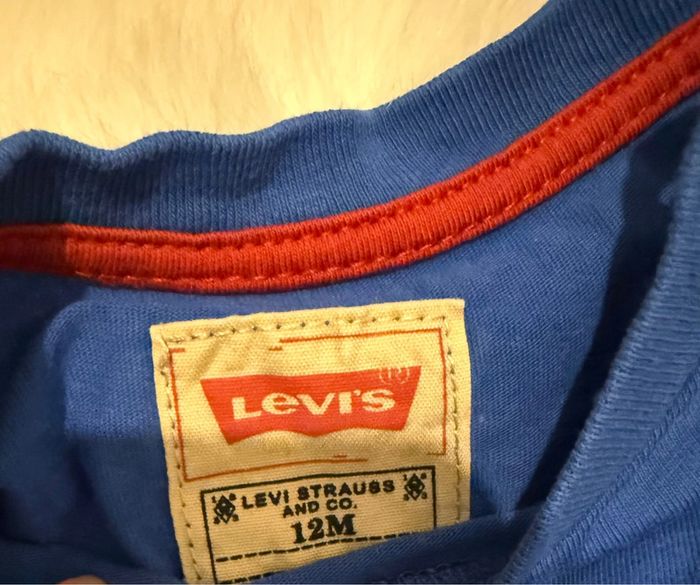 (R)
LEVI'S
LEVI STRAUSS
AND CO.
12M